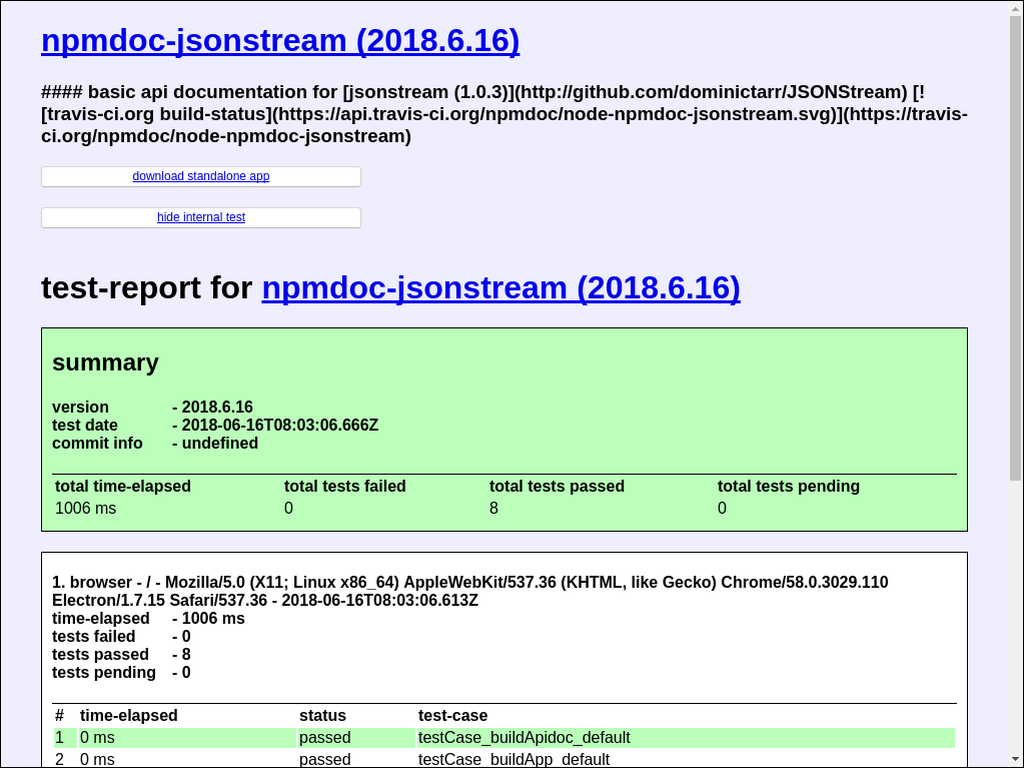 npmdoc-jsonstream (2018.6.16)
#### basic api documentation for [jsonstream (1.0.3)](http://github.com/dominictarr/JSONStream) [!
[travis-ci.org build-status](https://api.travis-ci.org/npmdoc/node-npmdoc-jsonstream.svg)](https://travis-
ci.org/npmdoc/node-npmdoc-jsonstream)
download standalone app
hide internal test
test-report for npmdoc-jsonstream (2018.6.16)
summary
version - 2018.6.16
test date - 2018-06-16T08:03:06.666Z
commit info - undefined
total time-elapsed total tests failed total tests passed total tests pending
1006 ms 0 8 0
1. browser - / - Mozilla/5.0 (X11; Linux x86_64) AppleWebKit/537.36 (KHTML, like Gecko) Chrome/58.0.3029.110
Electron/1.7.15 Safari/537.36 - 2018-06-16T08:03:06.613Z
time-elapsed - 1006 ms
tests failed - 0
tests passed - 8
tests pending - 0
# time-elapsed status test-case
1 0 ms passed testCase_buildApidoc_default
2 0 ms passed testCase_buildApp_default